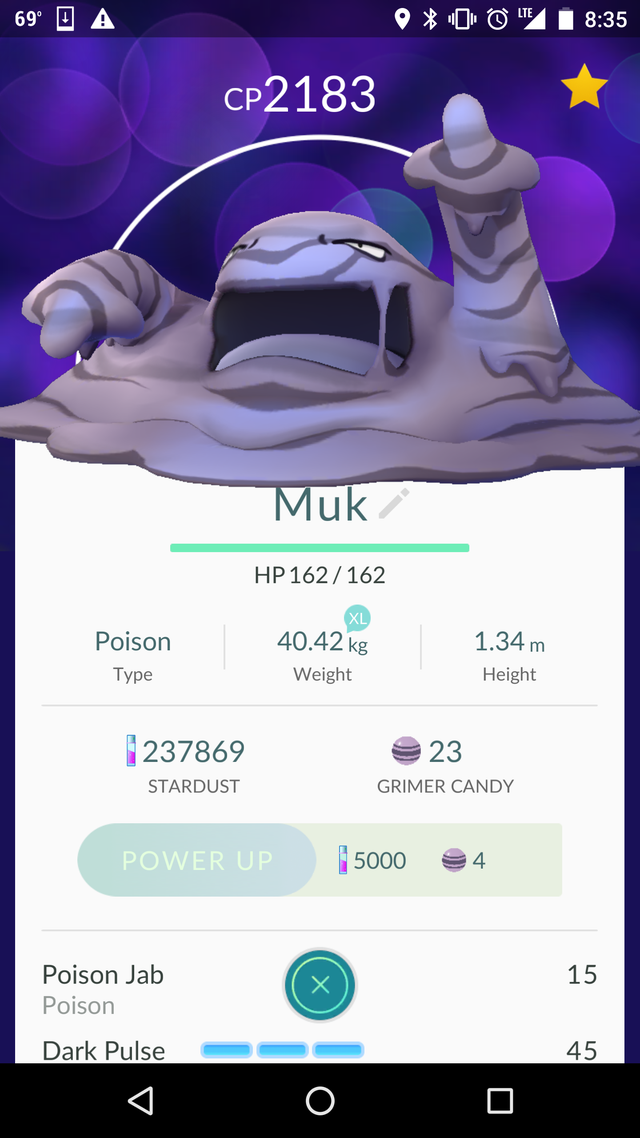 69° LTE 8:35
CP2183
Muk
HP 162 / 162
XL
Poison 40.42 kg 1.34 m
Type Weight Height
237869 23
STARDUST GRIMER CANDY
POWER UP 5000 4
Poison Jab 15
Poison
Dark Pulse 45